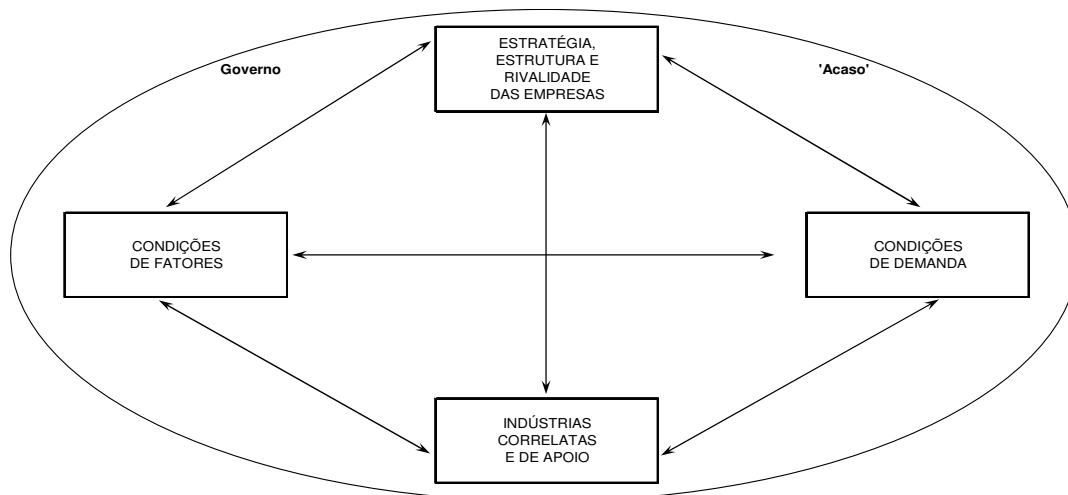 ESTRATÉGIA,
ESTRUTURA E
RIVALIDADE
DAS EMPRESAS
Governo
'Acaso'
CONDIÇÕES
DE FATORES
CONDIÇÕES
DE DEMANDA
INDÚSTRIAS
CORRELATAS
E DE APOIO